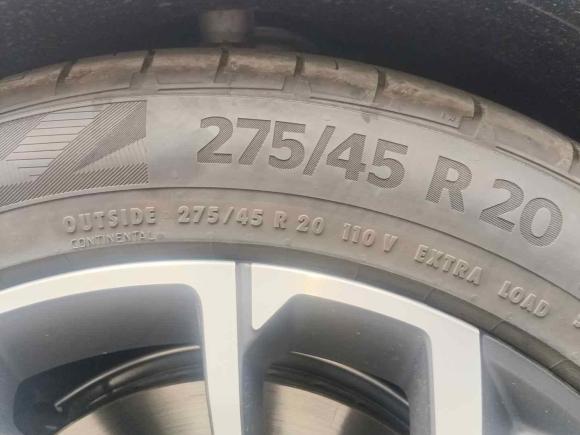 275/45 R 20
OUTSIDE 275/45 R 20 110 V EXTRA LOAD
CONTINENTAL